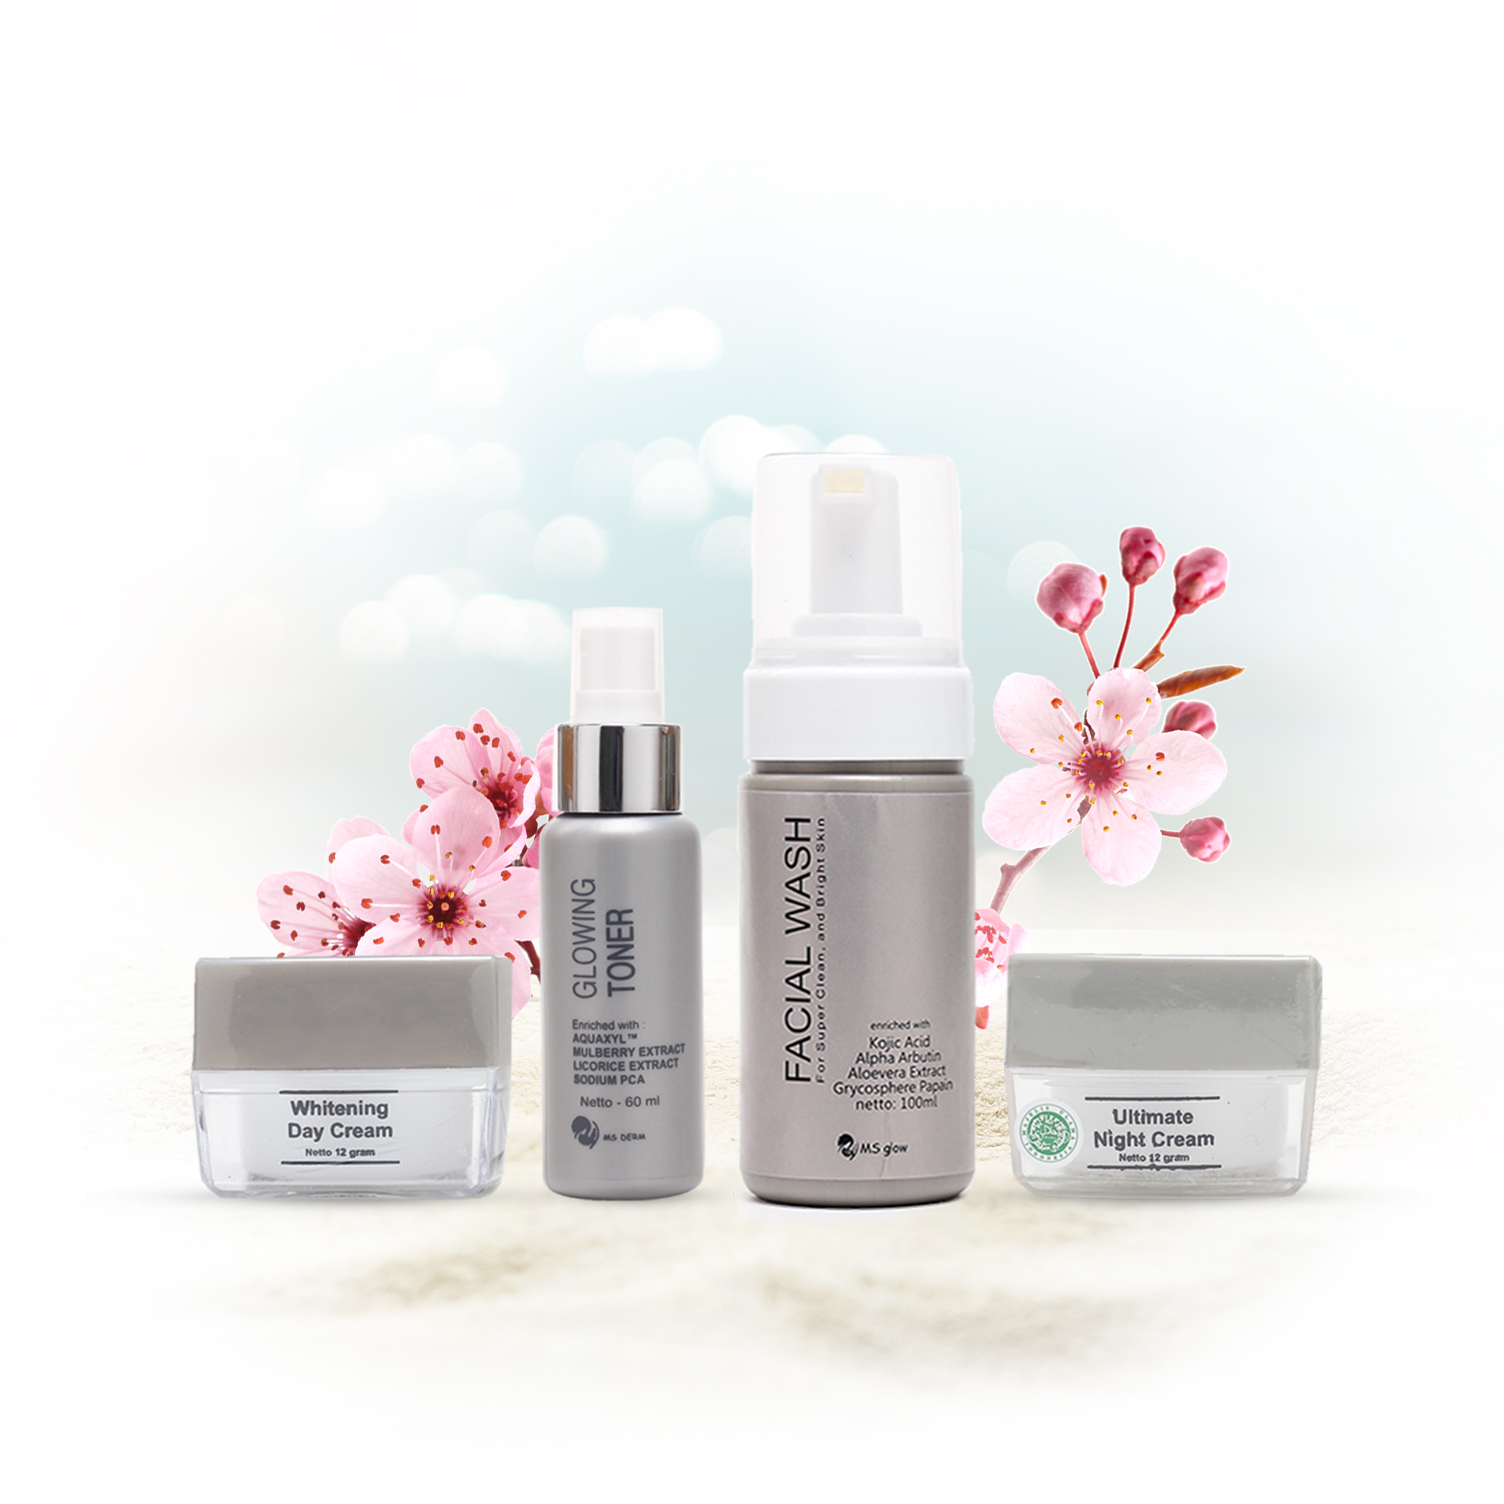 Whitening
Day Cream
Netto 12 gram
GLOWING
TONER
Enriched with :
AQUAXYL™
MULBERRY EXTRACT
LICORICE EXTRACT
SODIUM PCA
Netto - 60 ml
MS DERM
FACIAL WASH
For Super Clean, and Bright Skin
enriched with
Kojic Acid
Alpha Arbutin
Aloevera Extract
Grycosphere Papain
netto: 100ml
MS glow
Ultimate
Night Cream
Netto 12 gram